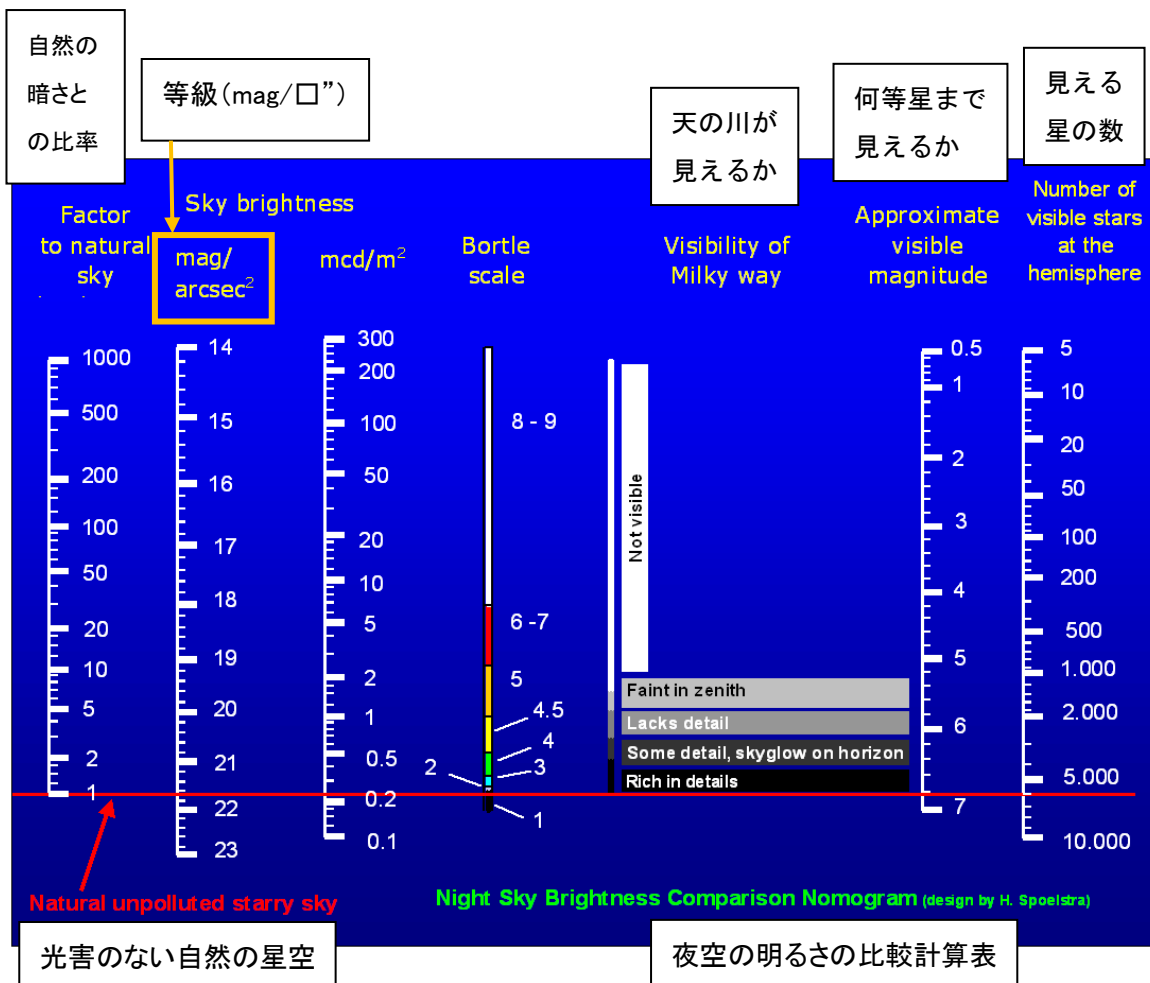 自然の
暗さと
の比率
等級(mag/□”)
天の川が
見えるか
何等星まで
見えるか
見える
星の数
Factor
to natural
sky
Sky brightness
mag/
arcsec²
mcd/m²
Bortle
scale
Visibility of
Milky way
Approximate
visible
magnitude
Number of
visible stars
at the
hemisphere
1000
500
200
100
50
20
10
5
2
1
14
15
16
17
18
19
20
21
22
23
300
200
100
50
20
10
5
2
1
0.5
0.2
0.1
8 - 9
6 -7
5
4.5
4
3
2
1
Not visible
Faint in zenith
Lacks detail
Some detail, skyglow on horizon
Rich in details
0.5
1
2
3
4
5
6
7
5
10
20
50
100
200
500
1.000
2.000
5.000
10.000
Natural unpolluted starry sky
Night Sky Brightness Comparison Nomogram (design by H. Spoelstra)
光害のない自然の星空
夜空の明るさの比較計算表